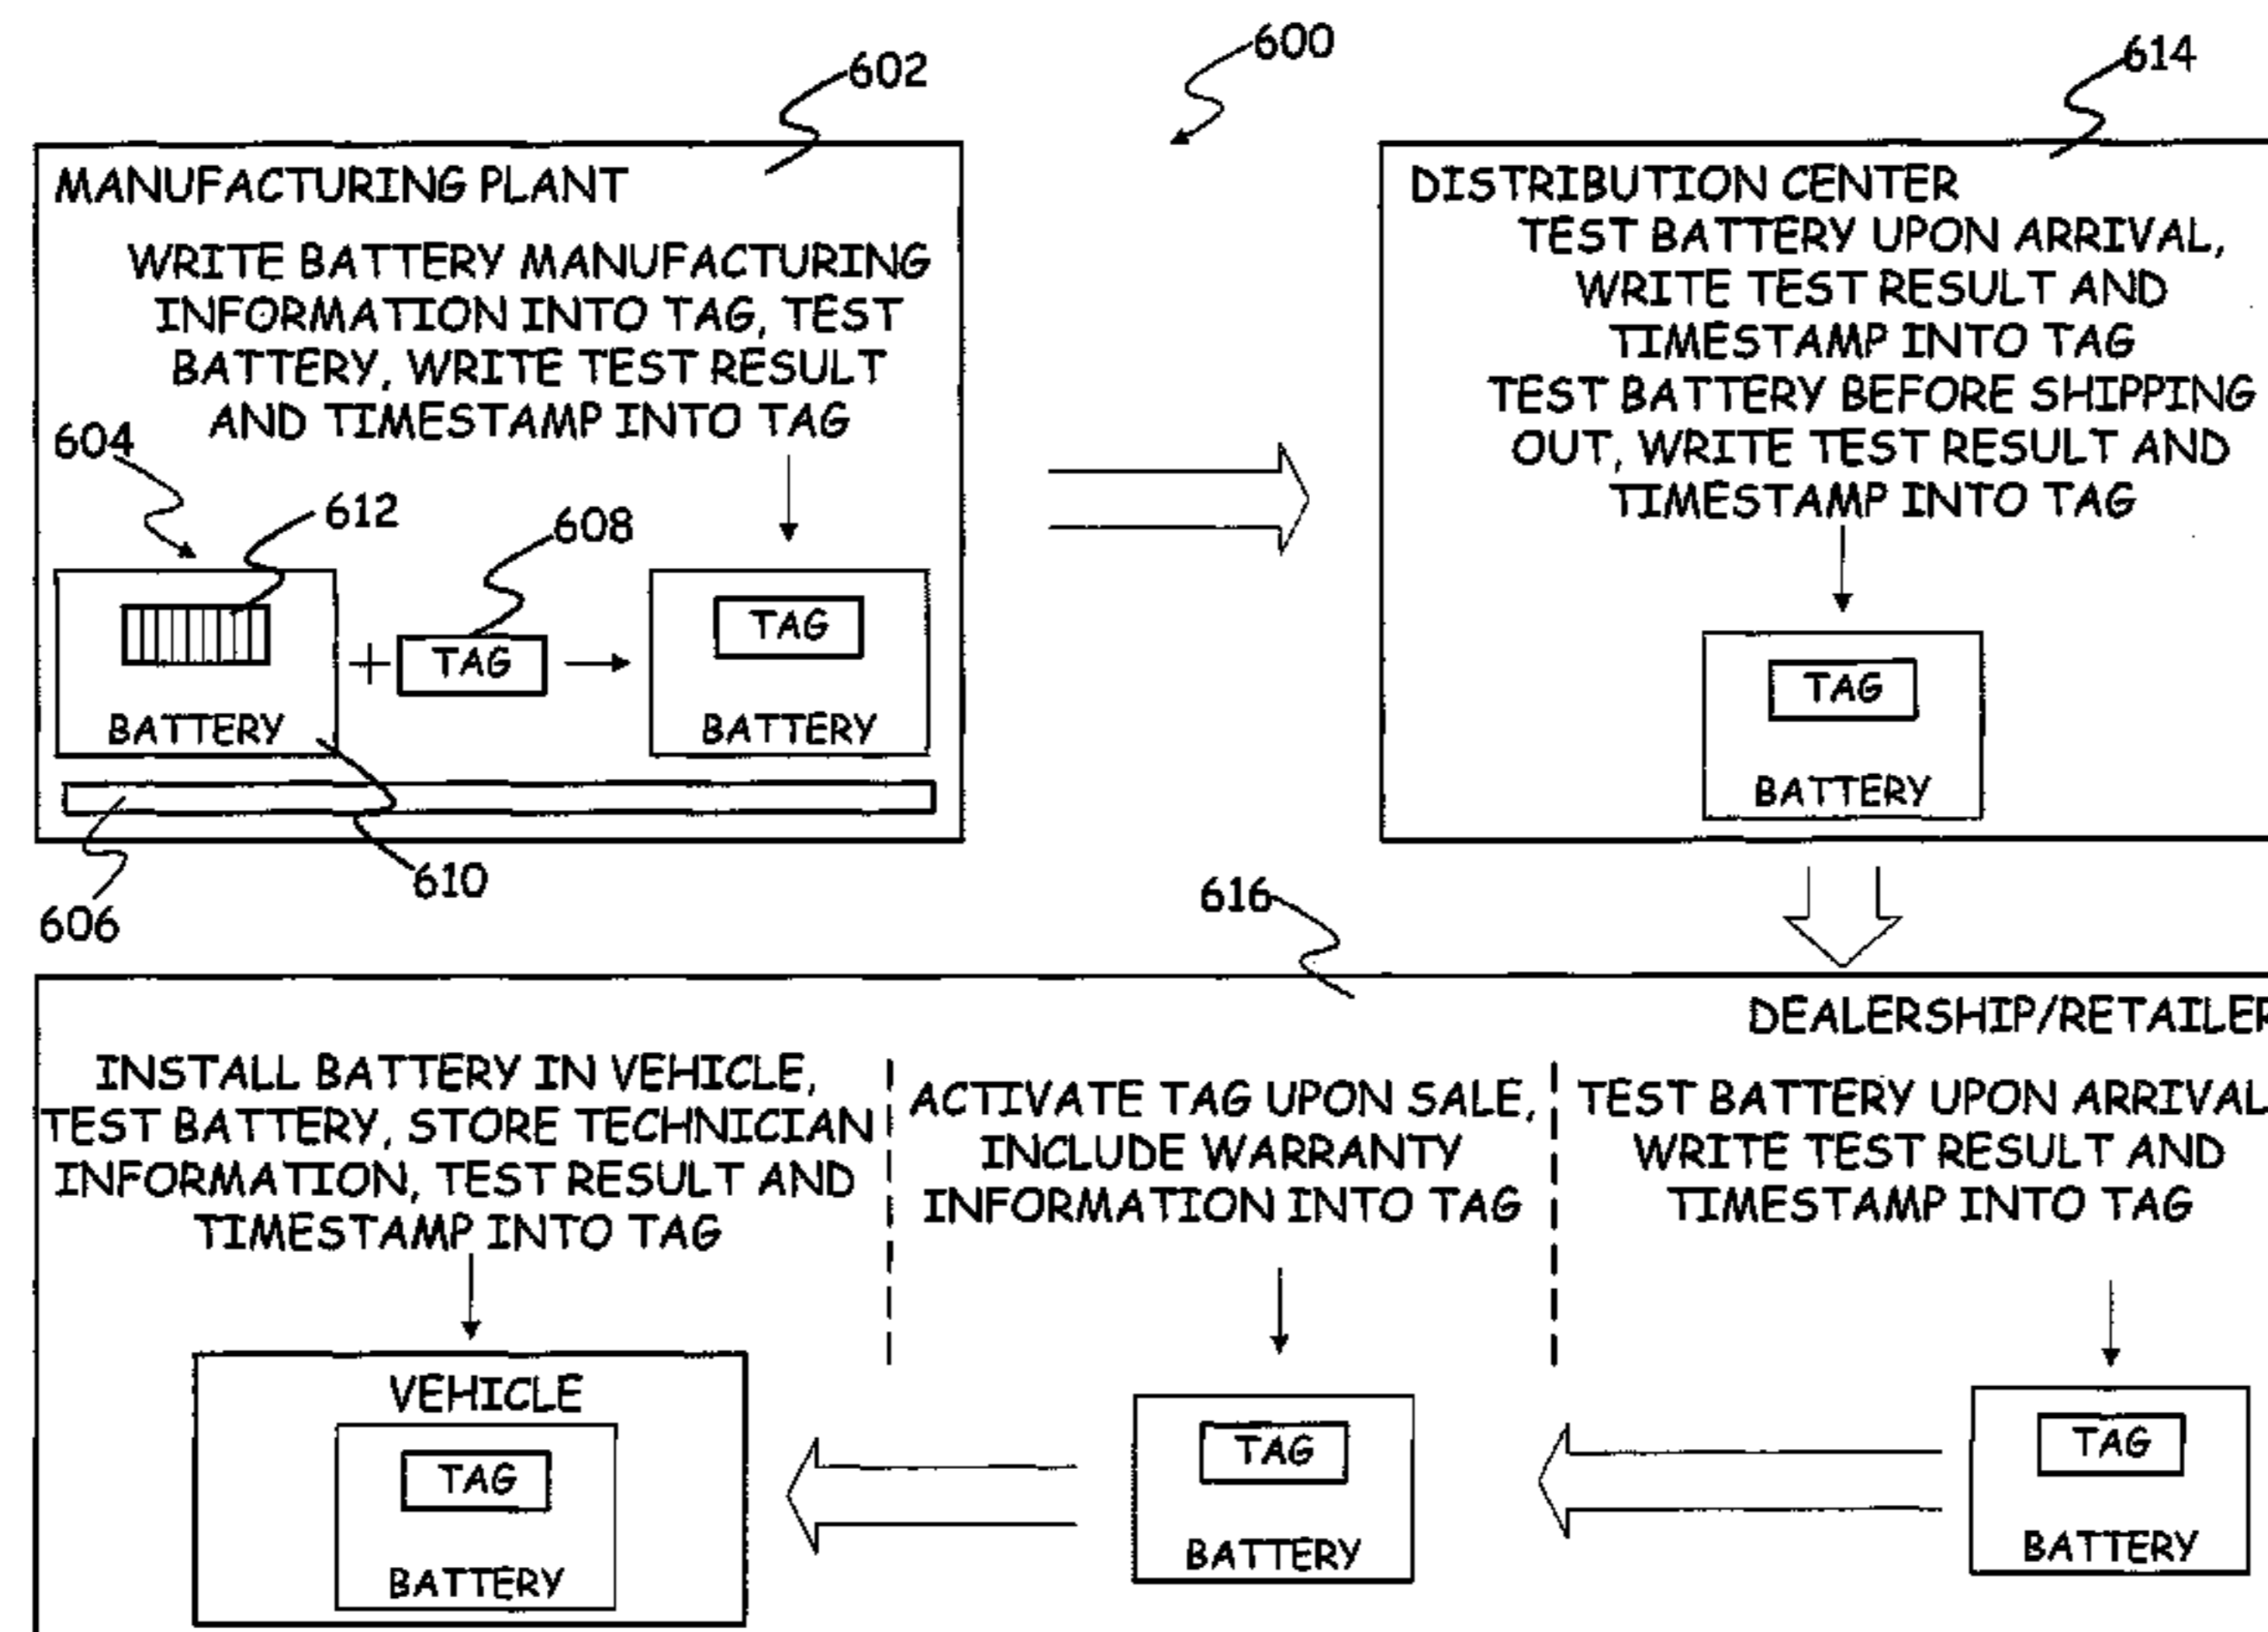 600
602
614
MANUFACTURING PLANT
WRITE BATTERY MANUFACTURING
INFORMATION INTO TAG, TEST
BATTERY, WRITE TEST RESULT
AND TIMESTAMP INTO TAG
604
612
608
TAG
TAG
BATTERY
BATTERY
606
610
DISTRIBUTION CENTER
TEST BATTERY UPON ARRIVAL,
WRITE TEST RESULT AND
TIMESTAMP INTO TAG
TEST BATTERY BEFORE SHIPPING
OUT, WRITE TEST RESULT AND
TIMESTAMP INTO TAG
TAG
BATTERY
616
DEALERSHIP/RETAILER
INSTALL BATTERY IN VEHICLE,
TEST BATTERY, STORE TECHNICIAN
INFORMATION, TEST RESULT AND
TIMESTAMP INTO TAG
VEHICLE
TAG
BATTERY
ACTIVATE TAG UPON SALE,
INCLUDE WARRANTY
INFORMATION INTO TAG
TAG
BATTERY
TEST BATTERY UPON ARRIVAL
WRITE TEST RESULT AND
TIMESTAMP INTO TAG
TAG
BATTERY